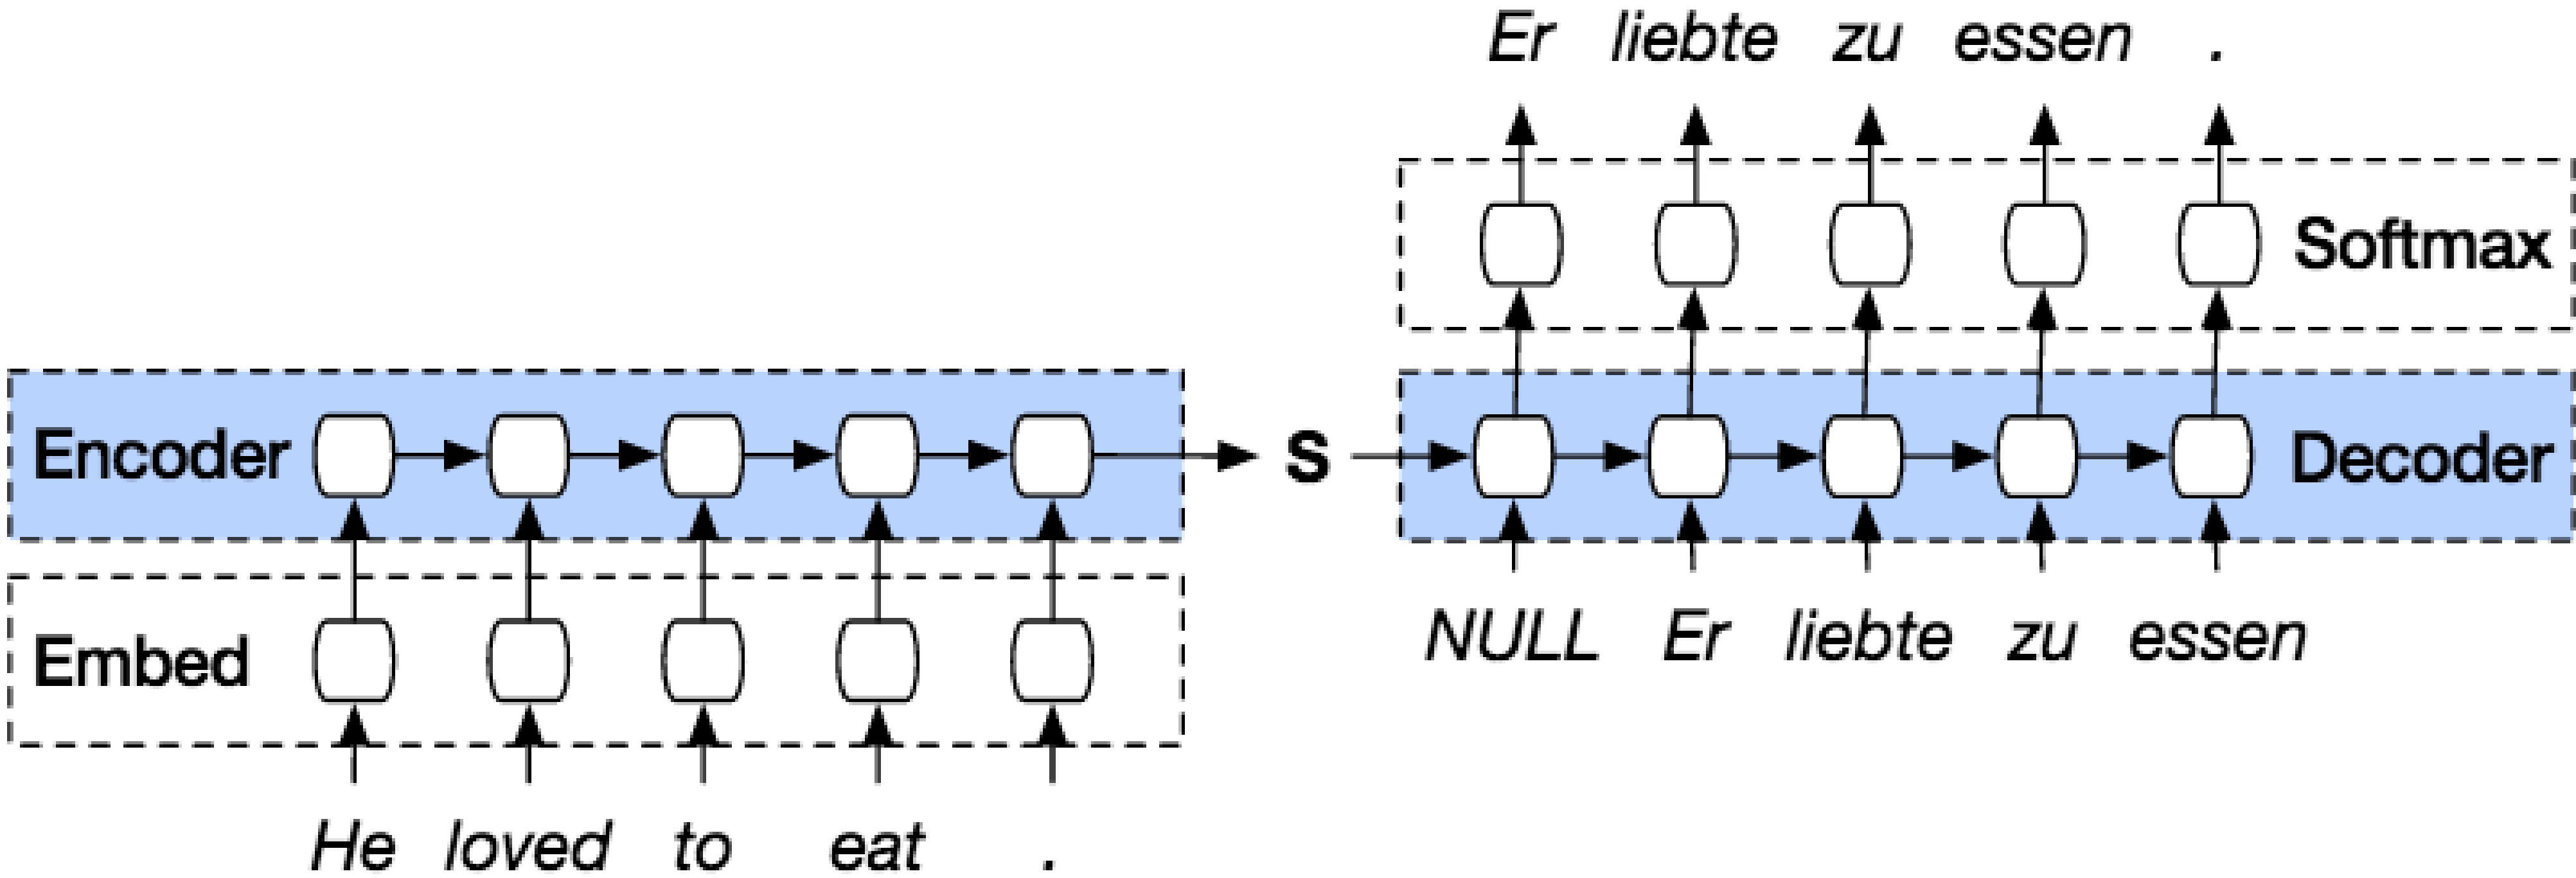 Er liebte zu essen .
Softmax
Encoder
S
Decoder
Embed
NULL Er liebte zu essen
He loved to eat .